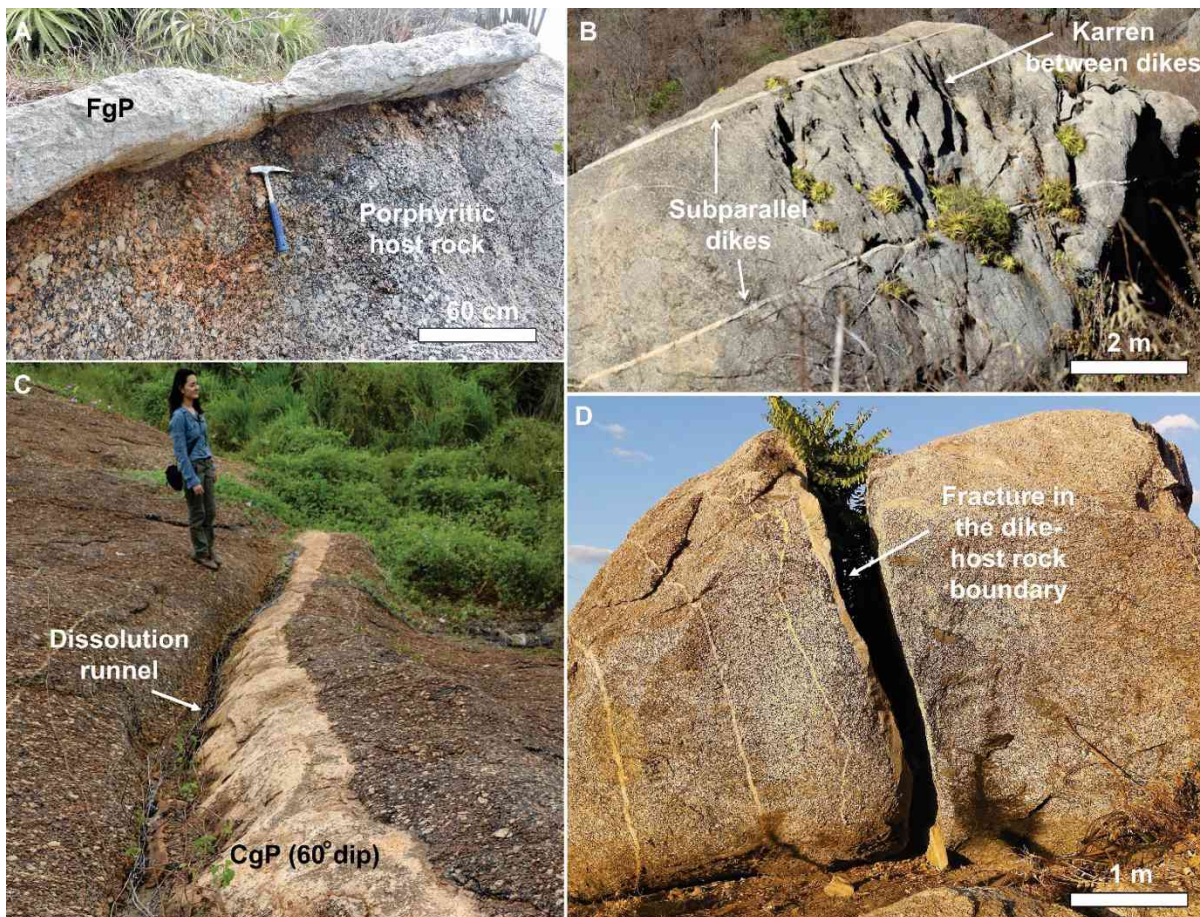 A
FgP
Porphyritic
host rock
60 cm
B
Karren
between dikes
Subparallel
dikes
2 m
C
Dissolution
runnel
CgP (60° dip)
D
Fracture in
the dike-
host rock
boundary
1 m